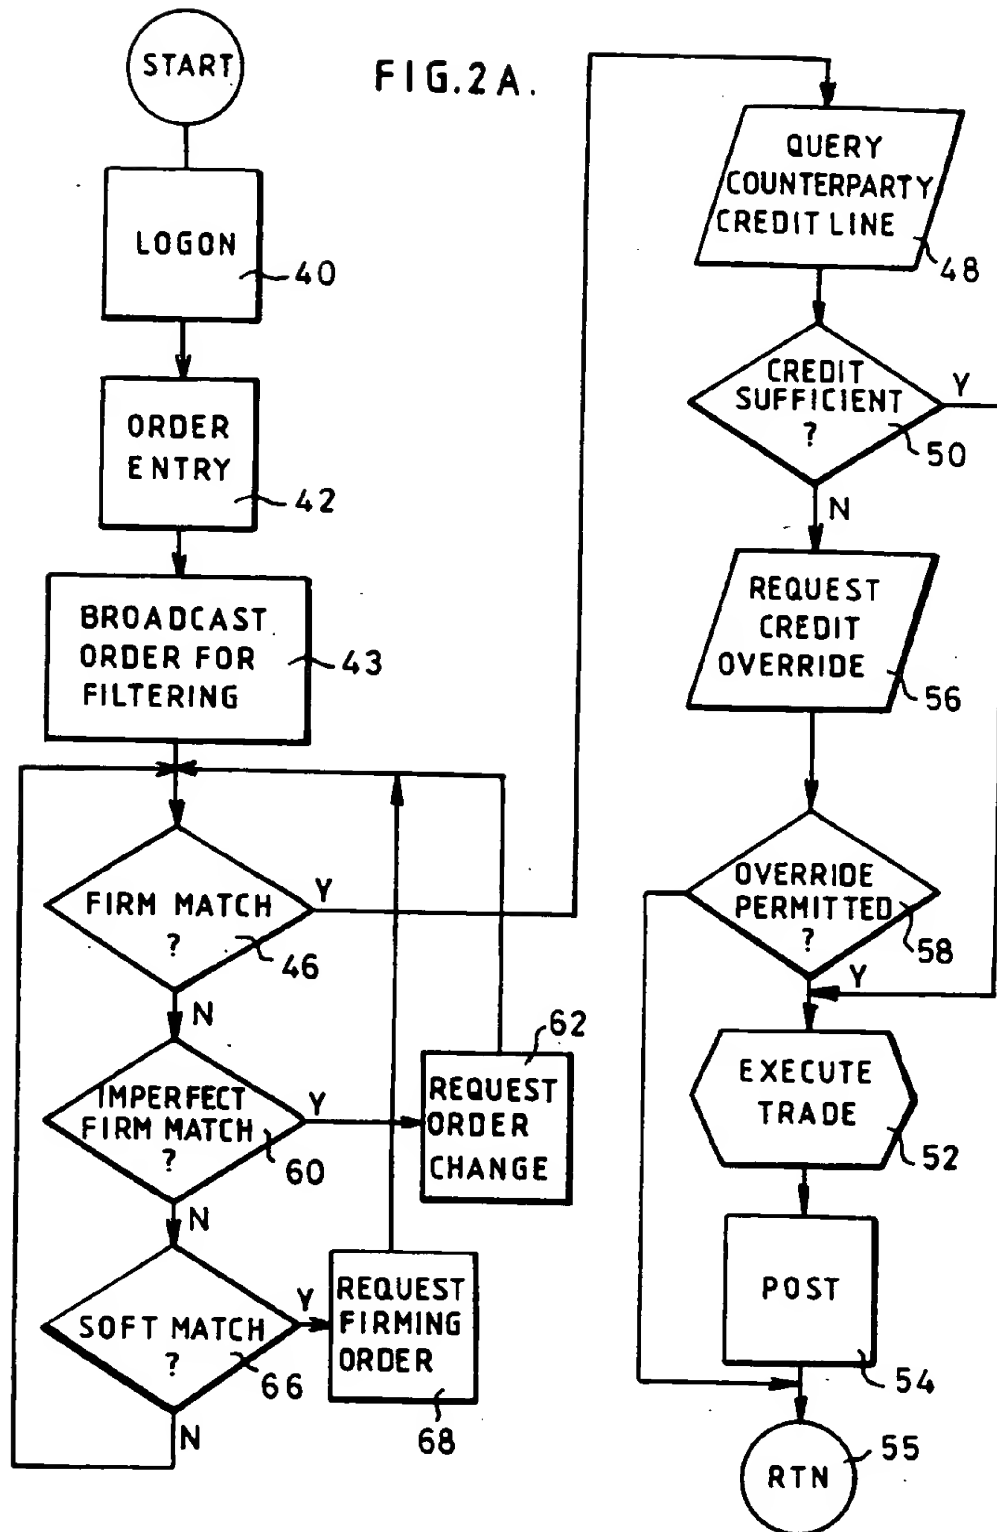 START
FIG.2A.
LOGON
40
ORDER
ENTRY
42
BROADCAST
ORDER FOR
FILTERING
43
FIRM MATCH
?
46
Y
N
IMPERFECT
FIRM MATCH
?
60
Y
N
62
REQUEST
ORDER
CHANGE
SOFT MATCH
?
66
Y
N
REQUEST
FIRMING
ORDER
68
QUERY
COUNTERPARTY
CREDIT LINE
48
CREDIT
SUFFICIENT
?
50
Y
N
REQUEST
CREDIT
OVERRIDE
56
OVERRIDE
PERMITTED
?
58
Y
EXECUTE
TRADE
52
POST
54
RTN
55